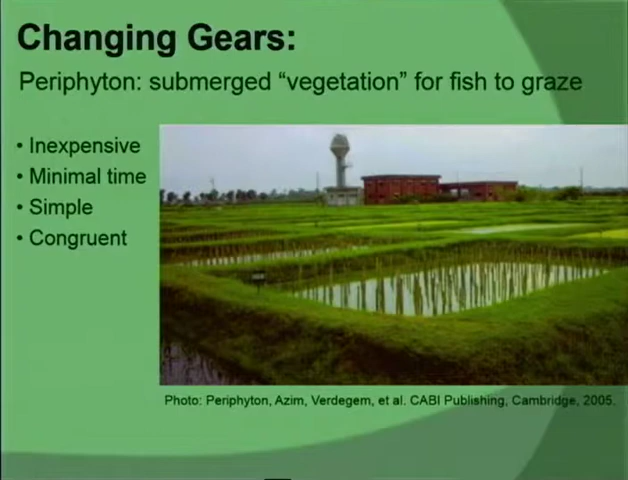 Changing Gears:
Periphyton: submerged “vegetation” for fish to graze
• Inexpensive
• Minimal time
• Simple
• Congruent
Photo: Periphyton, Azim, Verdegem, et al. CABI Publishing, Cambridge, 2005.